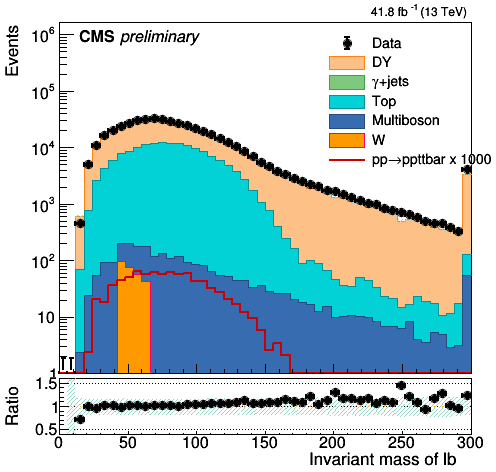 41.8 fb⁻¹ (13 TeV)
CMS preliminary
Events
10⁶
10⁵
10⁴
10³
10²
10
1
Data
DY
γ+jets
Top
Multiboson
W
pp→ppttbar x 1000
Ratio
1.5
1
0.5
0 50 100 150 200 250 300
Invariant mass of lb